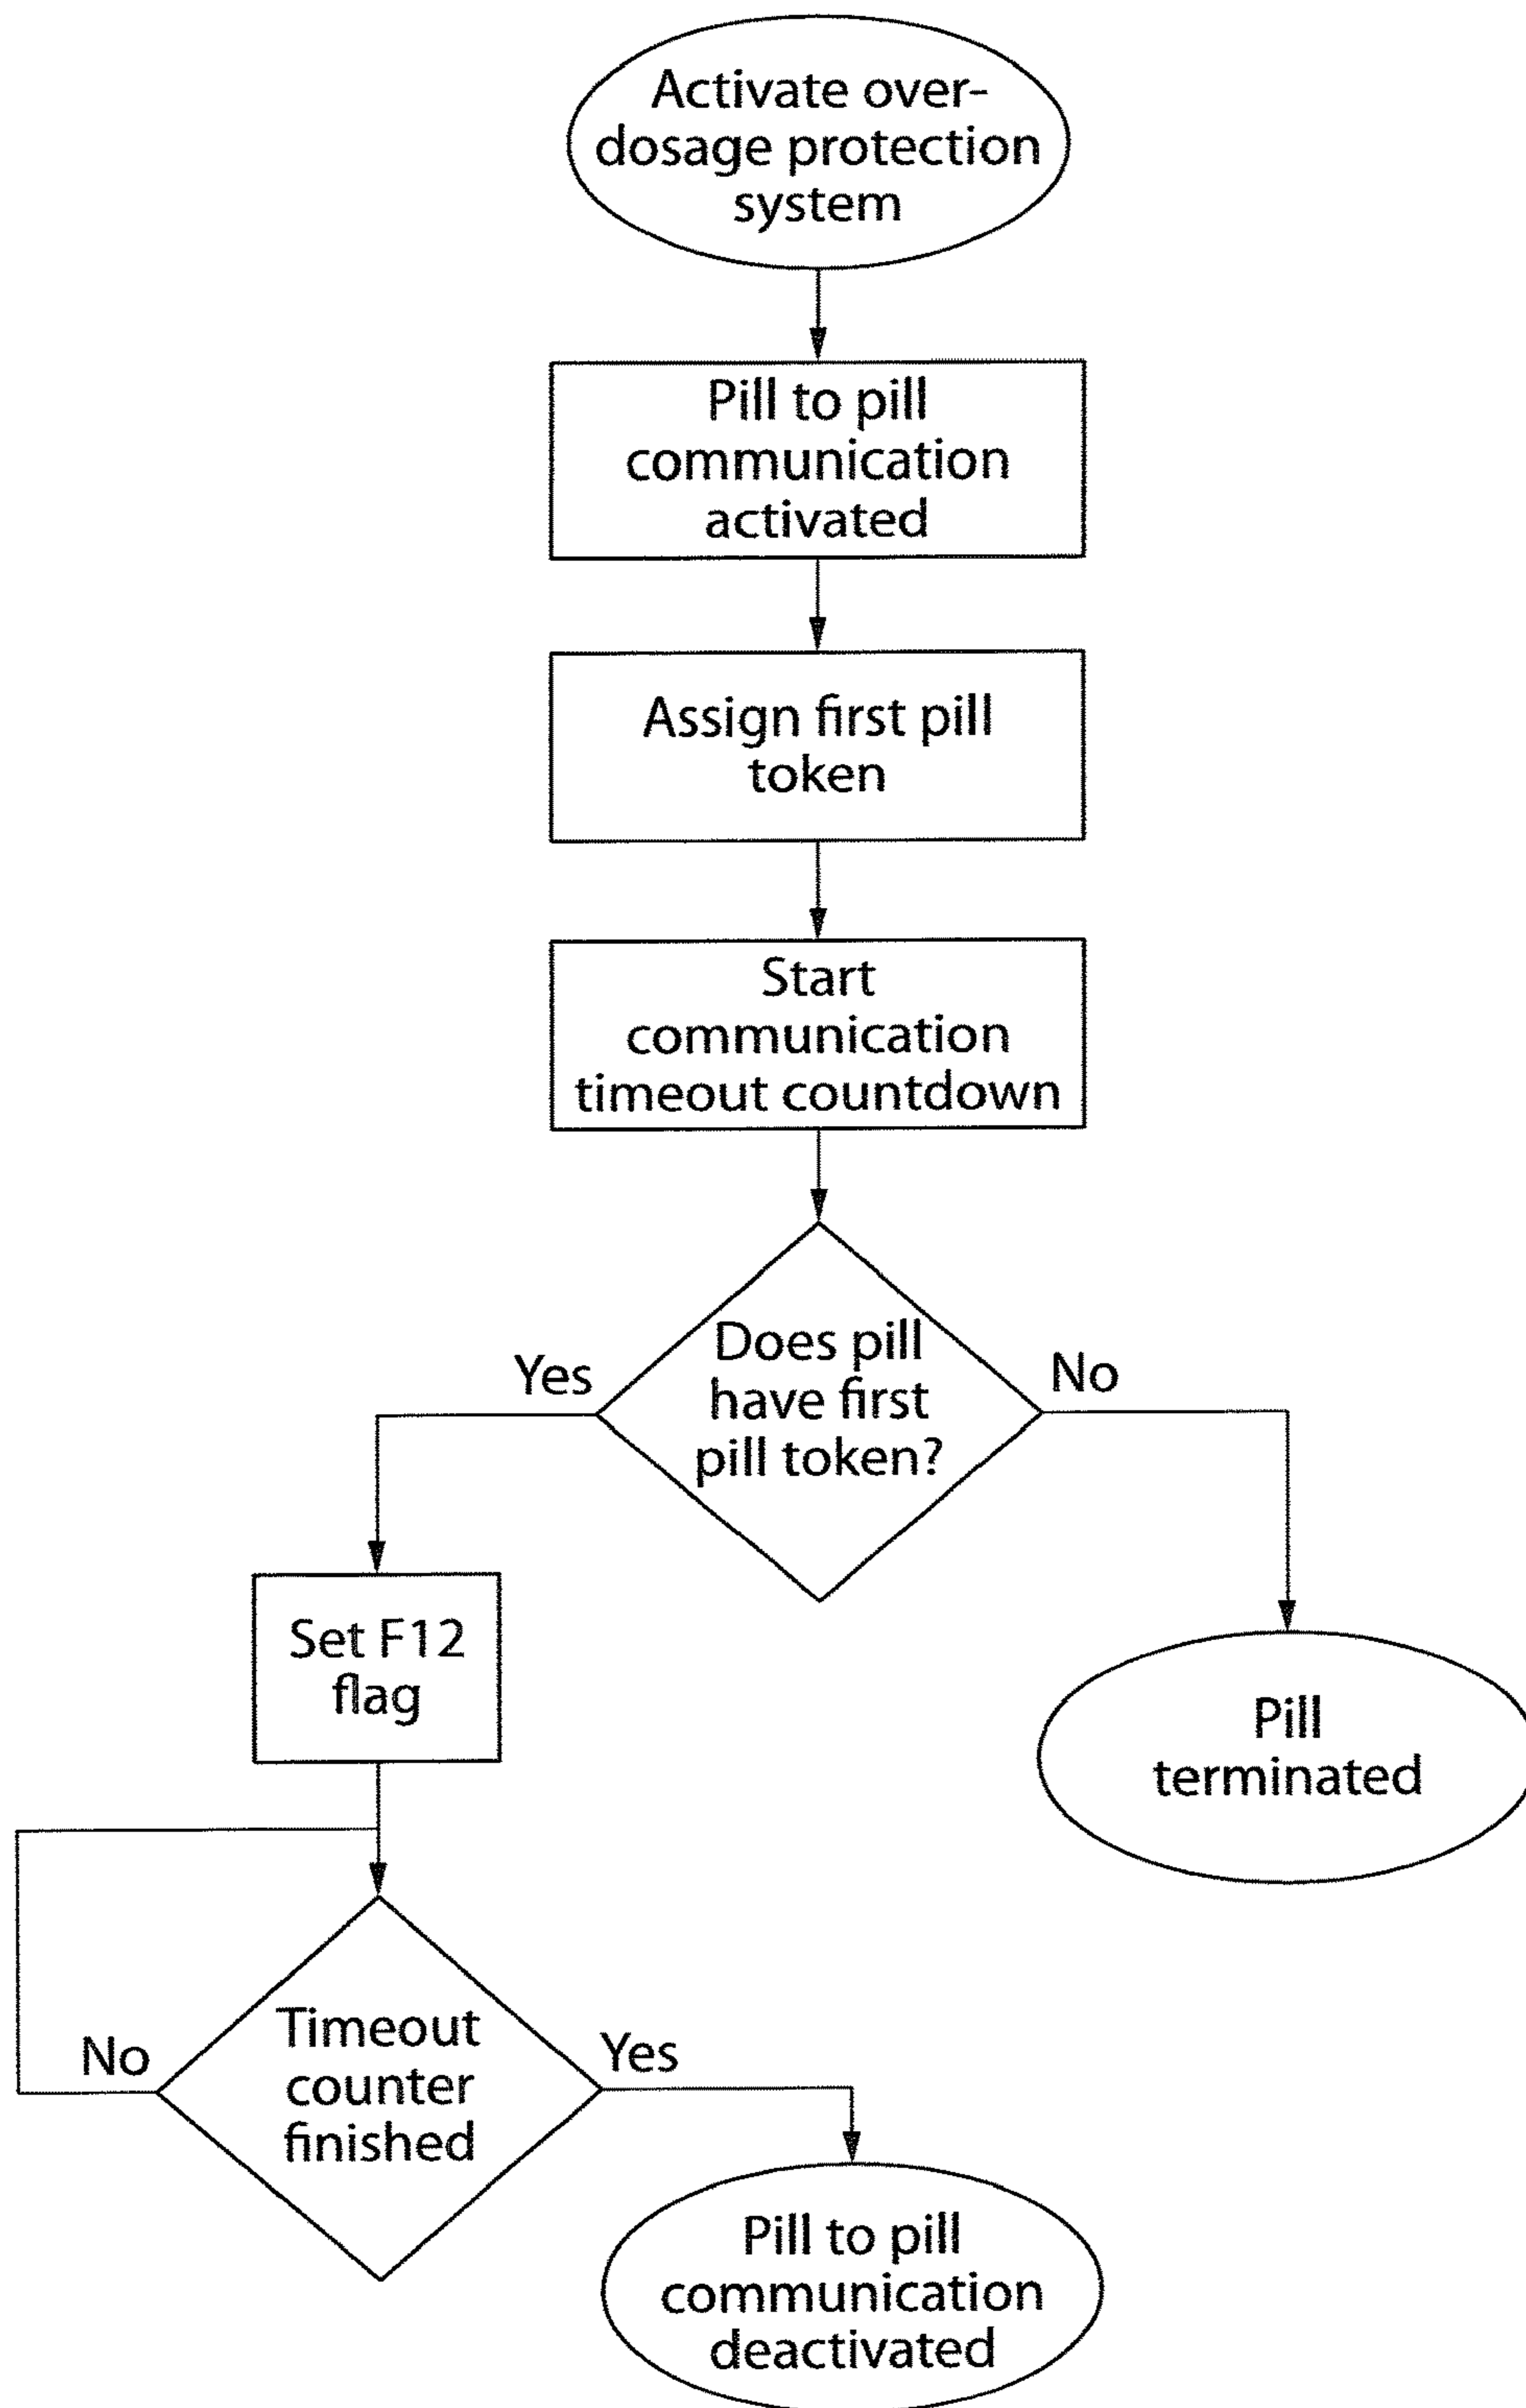 Activate over-
dosage protection
system
Pill to pill
communication
activated
Assign first pill
token
Start
communication
timeout countdown
Does pill
have first
pill token?
Yes
No
Set F12
flag
Pill
terminated
Timeout
counter
finished
No
Yes
Pill to pill
communication
deactivated